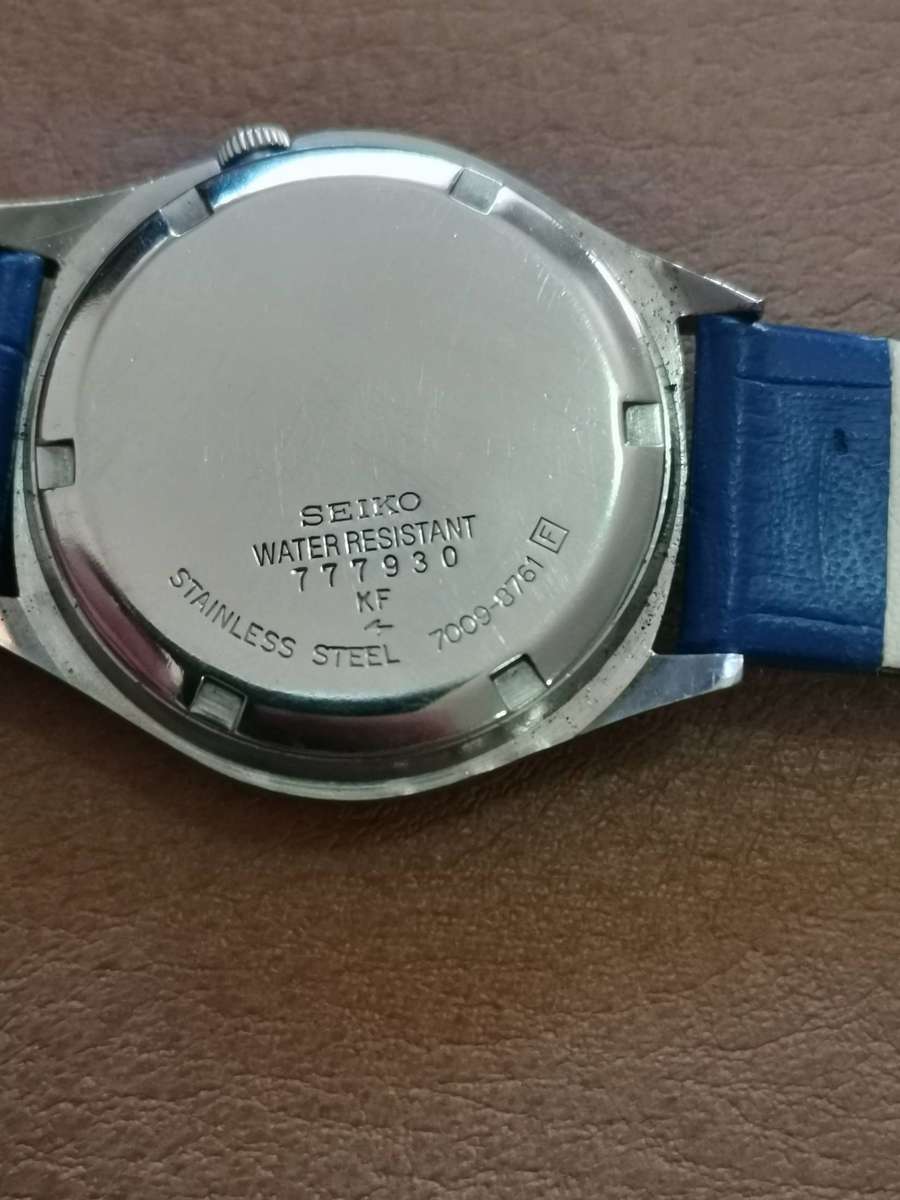 SEIKO
WATER RESISTANT
777930
KF
STAINLESS STEEL 7009-8761 F